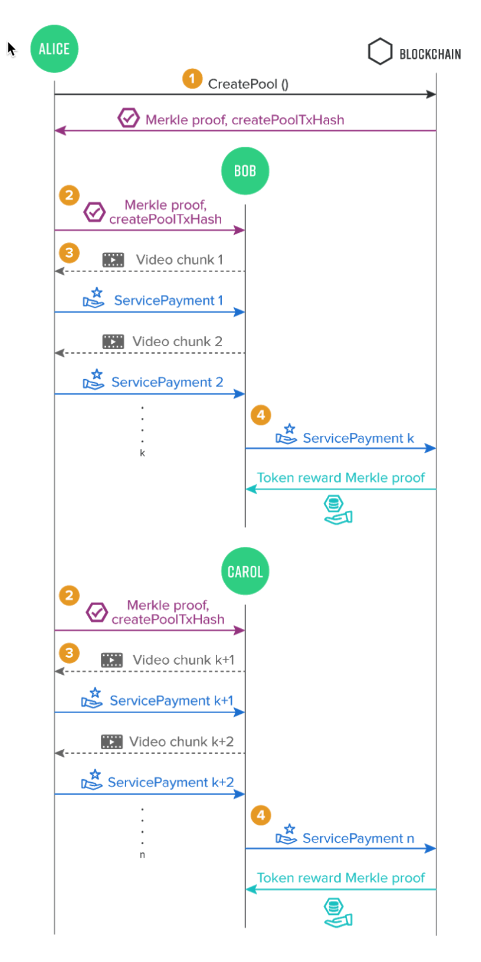 ALICE
BLOCKCHAIN
1
CreatePool ()
Merkle proof, createPoolTxHash
BOB
2
Merkle proof,
createPoolTxHash
3
Video chunk 1
ServicePayment 1
Video chunk 2
ServicePayment 2
k
4
ServicePayment k
Token reward Merkle proof
CAROL
2
Merkle proof,
createPoolTxHash
3
Video chunk k+1
ServicePayment k+1
Video chunk k+2
ServicePayment k+2
n
4
ServicePayment n
Token reward Merkle proof